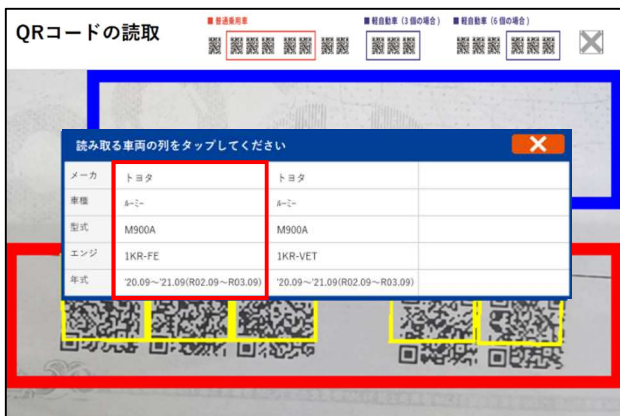 QRコードの読取
■ 普通乗用車
■ 軽自動車(3個の場合)
■ 軽自動車(6個の場合)
読み取る車両の列をタップしてください
メーカ トヨタ トヨタ
車種 ルーミー ルーミー
型式 M900A M900A
エンジ 1KR-FE 1KR-VET
年式 '20.09～'21.09(R02.09～R03.09) '20.09～'21.09(R02.09～R03.09)